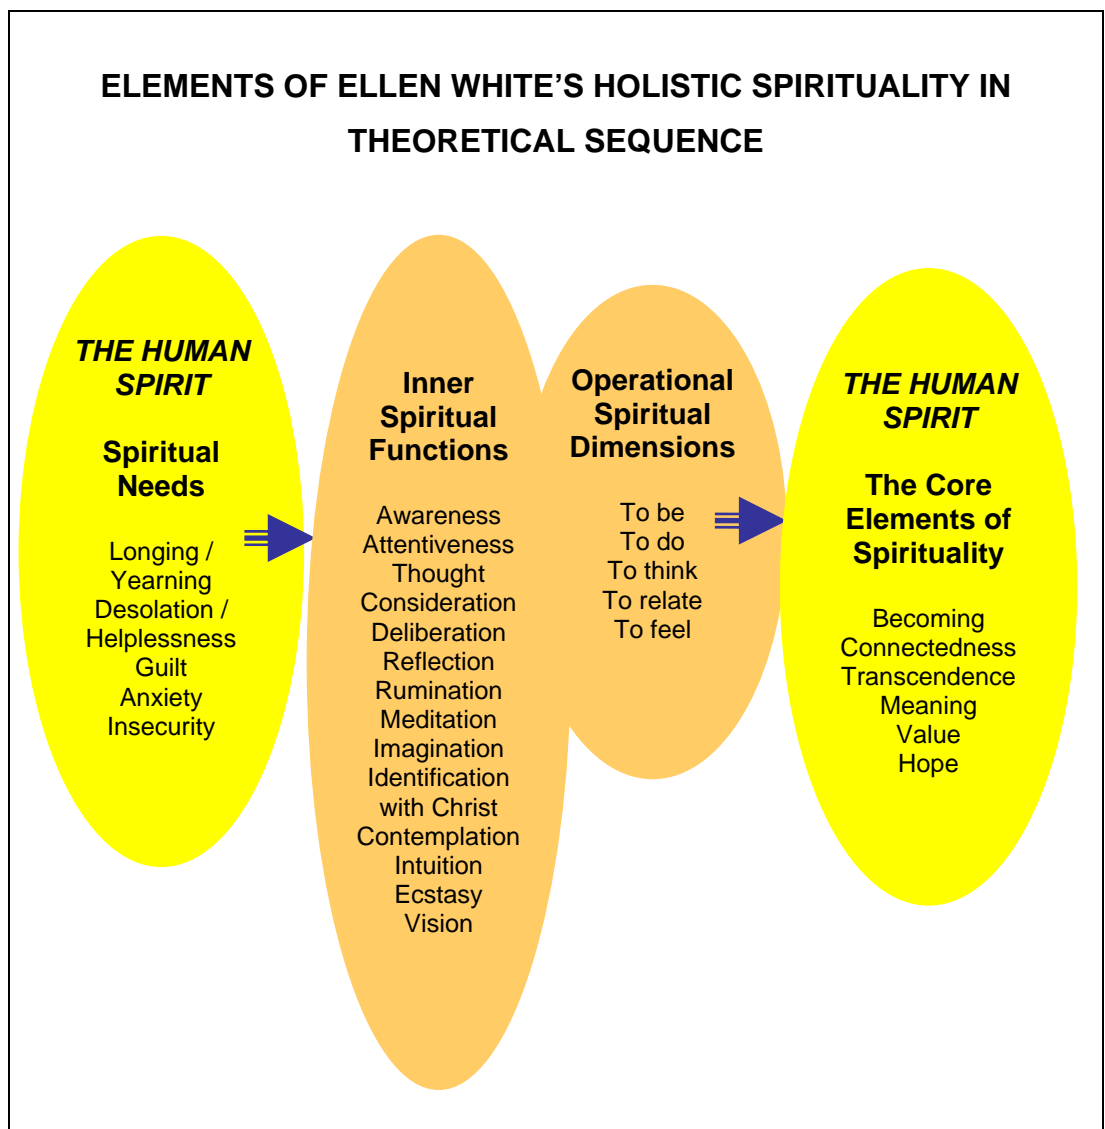 ELEMENTS OF ELLEN WHITE’S HOLISTIC SPIRITUALITY IN
THEORETICAL SEQUENCE
THE HUMAN
SPIRIT
Spiritual
Needs
Longing /
Yearning
Desolation /
Helplessness
Guilt
Anxiety
Insecurity
Inner
Spiritual
Functions
Awareness
Attentiveness
Thought
Consideration
Deliberation
Reflection
Rumination
Meditation
Imagination
Identification
with Christ
Contemplation
Intuition
Ecstasy
Vision
Operational
Spiritual
Dimensions
To be
To do
To think
To relate
To feel
THE HUMAN
SPIRIT
The Core
Elements of
Spirituality
Becoming
Connectedness
Transcendence
Meaning
Value
Hope